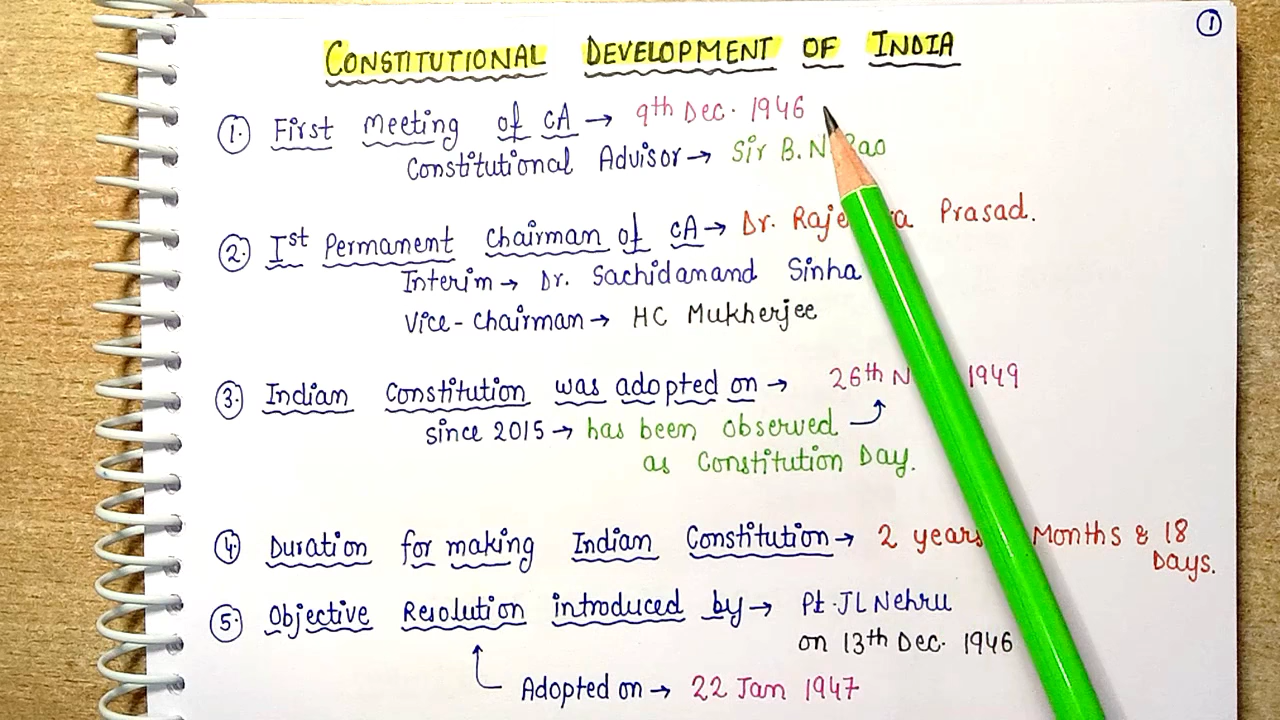 1
CONSTITUTIONAL DEVELOPMENT OF INDIA
1. First Meeting of CA → 9th Dec. 1946
Constitutional Advisor → Sir B. N Rao
2. Ist Permanent Chairman of CA → Dr. Prasad.
Interim → Dr. Sachidanand Sinha
Vice-Chairman → HC Mukherjee
3. Indian Constitution was adopted on → 26th 1949
since 2015 → has been observed
as Constitution Day.
4. Duration for making Indian Constitution → 2 years Months & 18
Days.
5. Objective Resolution introduced by → Pt. JL Nehru
on 13th Dec. 1946
Adopted on → 22 Jan 1947